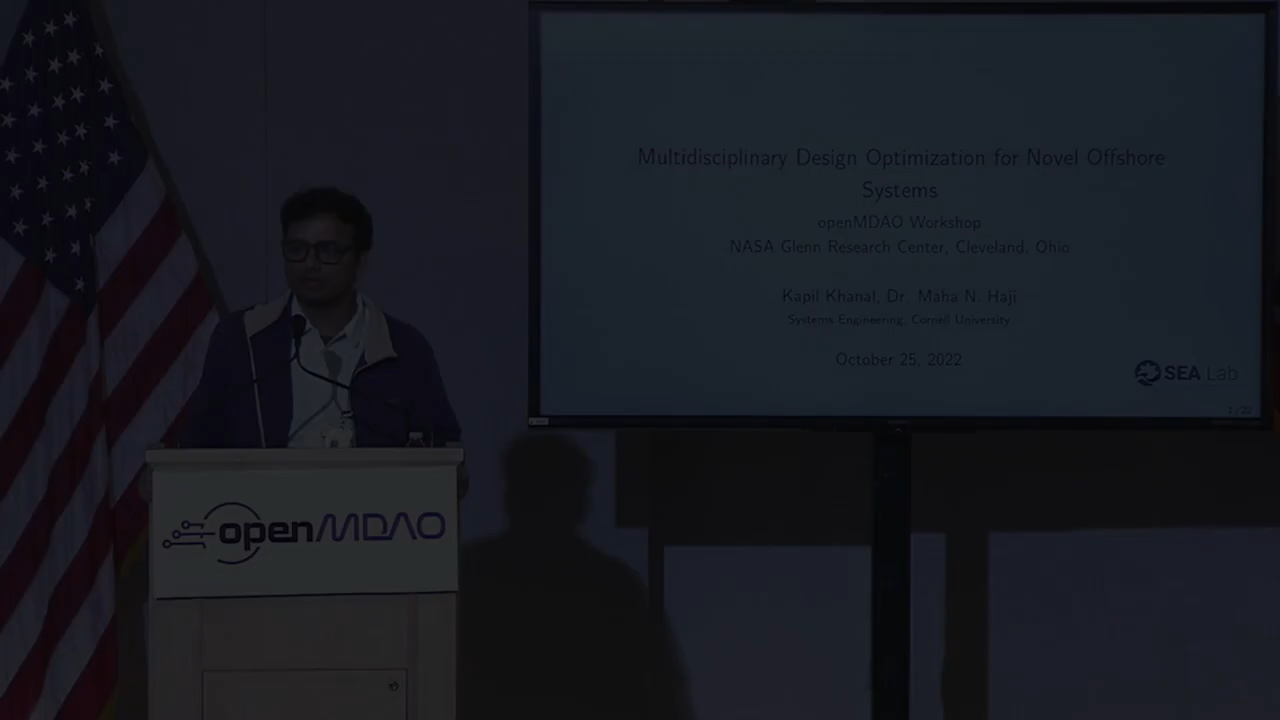 Multidisciplinary Design Optimization for Novel Offshore
Systems
openMDAO Workshop
NASA Glenn Research Center, Cleveland, Ohio
Kapil Khanal, Dr. Maha N. Haji
Systems Engineering, Cornell University
October 25, 2022
SEA Lab
openMDAO